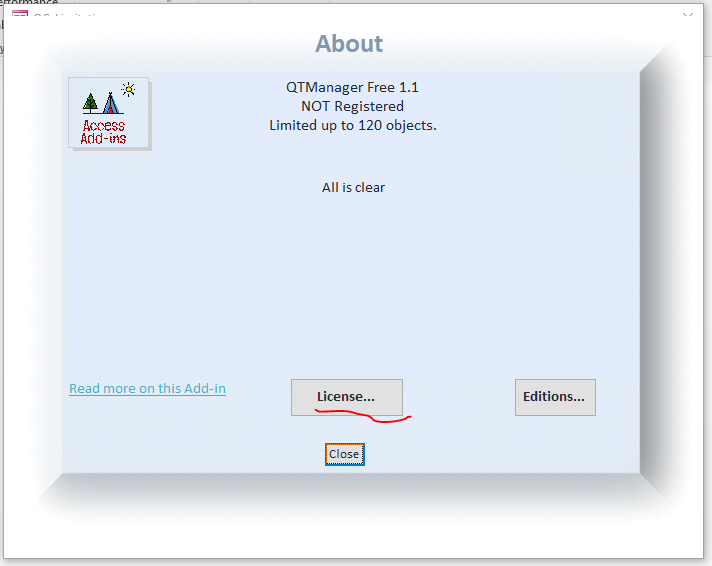 About
QTManager Free 1.1
NOT Registered
Limited up to 120 objects.
Access
Add-ins
All is clear
Read more on this Add-in
License...
Editions...
Close